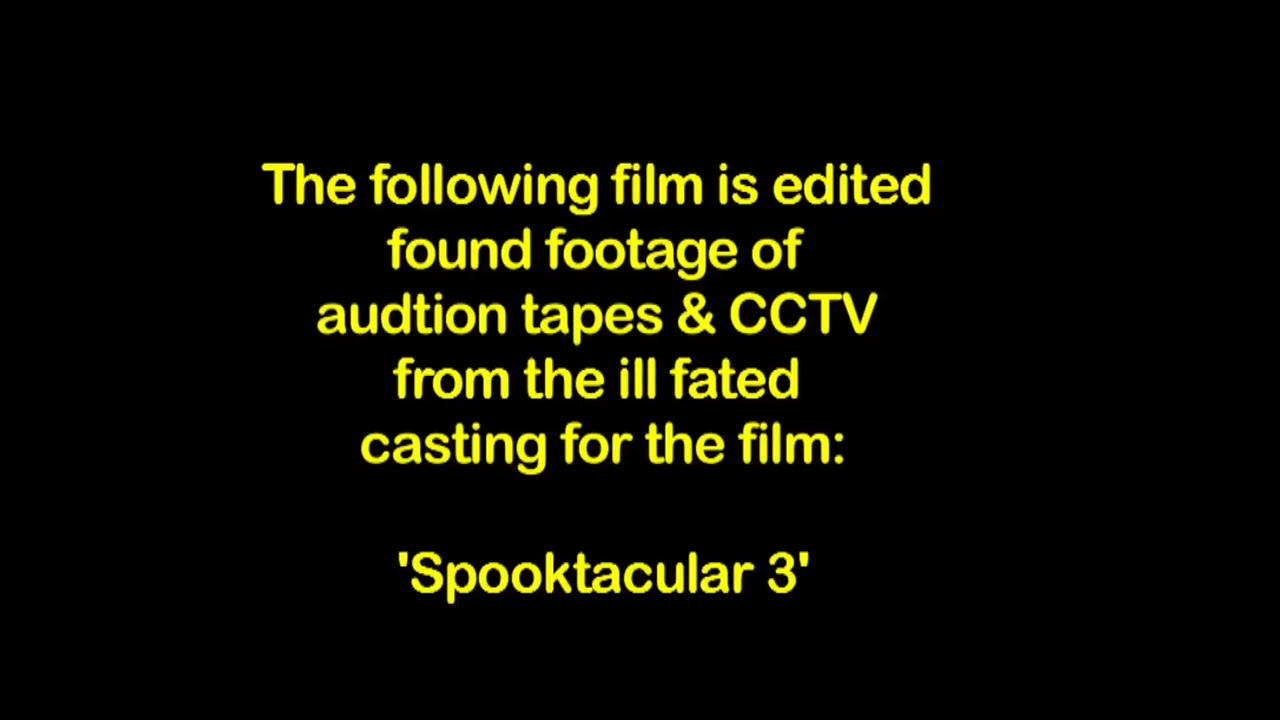 The following film is edited
found footage of
audtion tapes & CCTV
from the ill fated
casting for the film:
'Spooktacular 3'